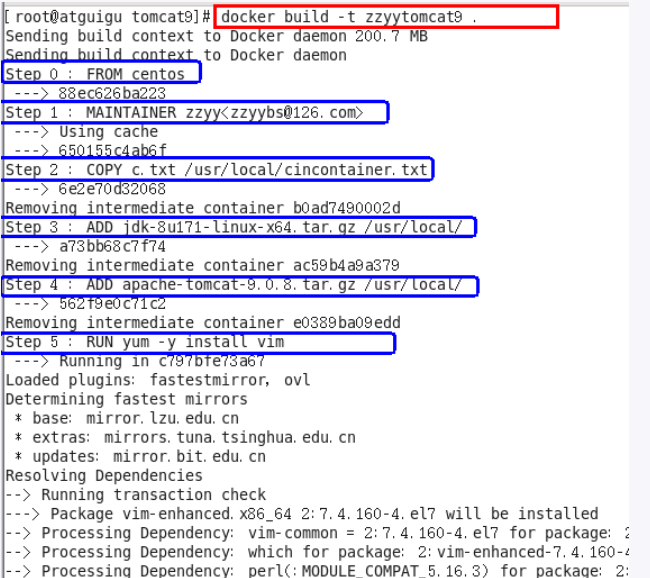 [root@atguigu tomcat9]# docker build -t zzyytomcat9 .
Sending build context to Docker daemon 200.7 MB
Sending build context to Docker daemon
Step 0 : FROM centos
---> 88ec626ba223
Step 1 : MAINTAINER zzyy<zzyybs@126.com>
---> Using cache
---> 650155c4ab6f
Step 2 : COPY c.txt /usr/local/cincontainer.txt
---> 6e2e70d32068
Removing intermediate container b0ad7490002d
Step 3 : ADD jdk-8u171-linux-x64.tar.gz /usr/local/
---> a73bb68c7f74
Removing intermediate container ac59b4a9a379
Step 4 : ADD apache-tomcat-9.0.8.tar.gz /usr/local/
---> 562f9e0c71c2
Removing intermediate container e0389ba09edd
Step 5 : RUN yum -y install vim
---> Running in c797bfe73a67
Loaded plugins: fastestmirror, ovl
Determining fastest mirrors
* base: mirror.lzu.edu.cn
* extras: mirrors.tuna.tsinghua.edu.cn
* updates: mirror.bit.edu.cn
Resolving Dependencies
--> Running transaction check
---> Package vim-enhanced.x86_64 2:7.4.160-4.el7 will be installed
--> Processing Dependency: vim-common = 2:7.4.160-4.el7 for package: 2
--> Processing Dependency: which for package: 2:vim-enhanced-7.4.160-4
--> Processing Dependency: perl(:MODULE_COMPAT_5.16.3) for package: 2: